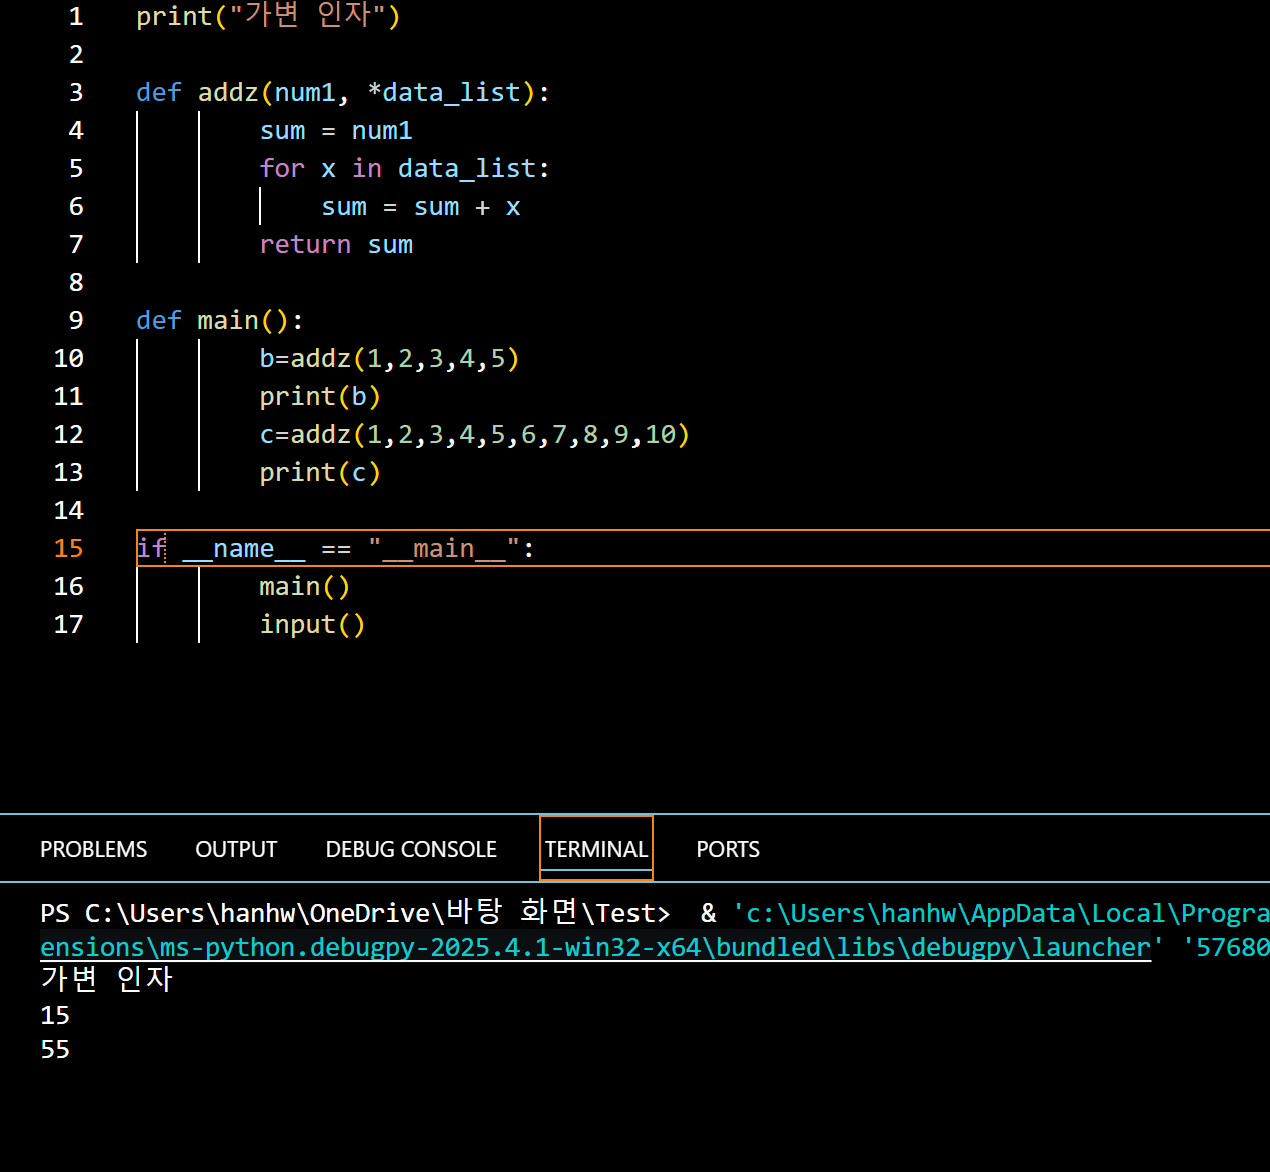 1 print("가변 인자")
2
3 def addz(num1, *data_list):
4 sum = num1
5 for x in data_list:
6 sum = sum + x
7 return sum
8
9 def main():
10 b=addz(1,2,3,4,5)
11 print(b)
12 c=addz(1,2,3,4,5,6,7,8,9,10)
13 print(c)
14
15 if __name__ == "__main__":
16 main()
17 input()
PROBLEMS OUTPUT DEBUG CONSOLE TERMINAL PORTS
PS C:\Users\hanhw\OneDrive\바탕 화면\Test> & 'c:\Users\hanhw\AppData\Local\Progra
ensions\ms-python.debugpy-2025.4.1-win32-x64\bundled\libs\debugpy\launcher' '57680
가변 인자
15
55